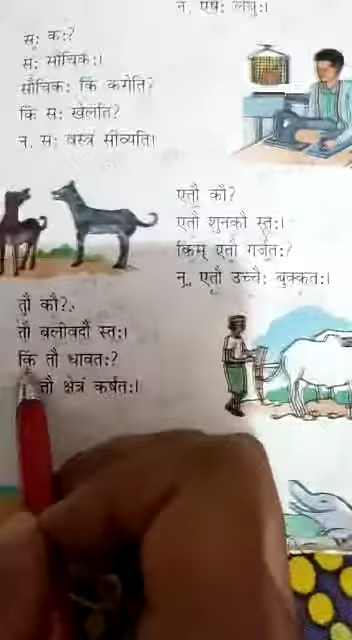 न, एषः लघुः।
सः कः?
सः सौचिकः।
सौचिकः किं करोति?
किं सः खेलति?
न, सः वस्त्रं सीव्यति।
एतौ कौ?
एतौ शुनकौ स्तः।
किम् एतौ गर्जतः?
न, एतौ उच्चैः बुक्कतः।
तौ कौ?
तौ बलीवर्दौ स्तः।
किं तौ धावतः?
तौ क्षेत्रं कर्षतः।